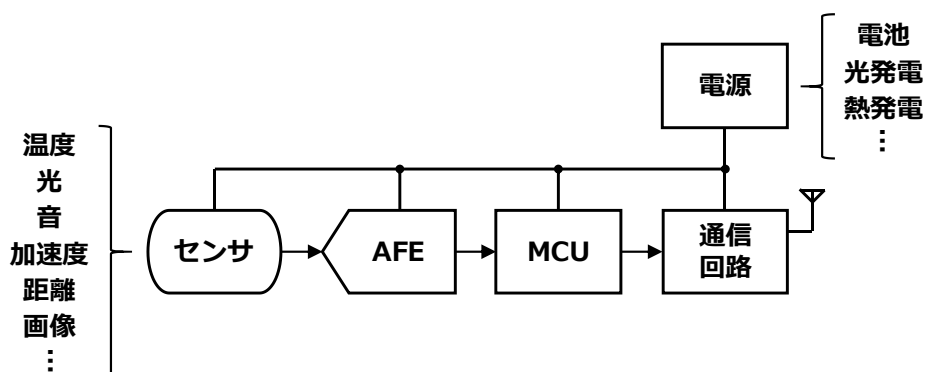 電源
電池
光発電
熱発電
…
温度
光
音
加速度
距離
画像
…
センサ
AFE
MCU
通信
回路